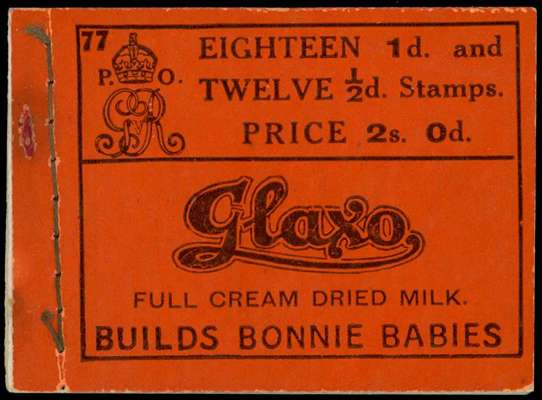 77
P. O.
GR
EIGHTEEN 1d. and
TWELVE ½d. Stamps.
PRICE 2s. 0d.
Glaxo
FULL CREAM DRIED MILK.
BUILDS BONNIE BABIES